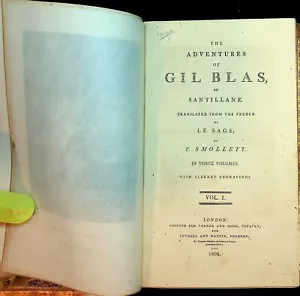 THE
ADVENTURES
OF
GIL BLAS,
OF
SANTILLANE.
TRANSLATED FROM THE FRENCH
OF
LE SAGE,
BY
T. SMOLLETT.
IN THREE VOLUMES.
WITH ELEGANT ENGRAVINGS.
VOL. I.
LONDON:
PRINTED FOR VERNOR AND HOOD, POULTRY,
AND
CUTHELL AND MARTIN, HOLBORN,
1802.